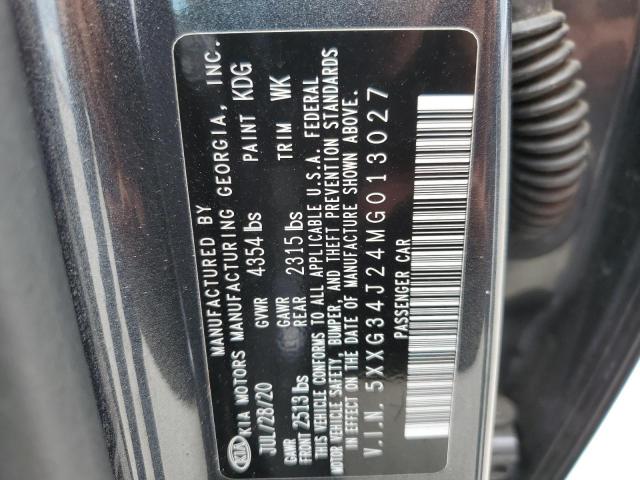 MANUFACTURED BY
KIA KIA MOTORS MANUFACTURING GEORGIA, INC.
JUL/28/20 GVWR 4354 lbs PAINT KDG
GAWR FRONT 2513 lbs GAWR REAR 2315 lbs TRIM WK
THIS VEHICLE CONFORMS TO ALL APPLICABLE U.S.A. FEDERAL
MOTOR VEHICLE SAFETY, BUMPER, AND THEFT PREVENTION STANDARDS
IN EFFECT ON THE DATE OF MANUFACTURE SHOWN ABOVE.
V.I.N. 5XXG34J24MG013027
PASSENGER CAR